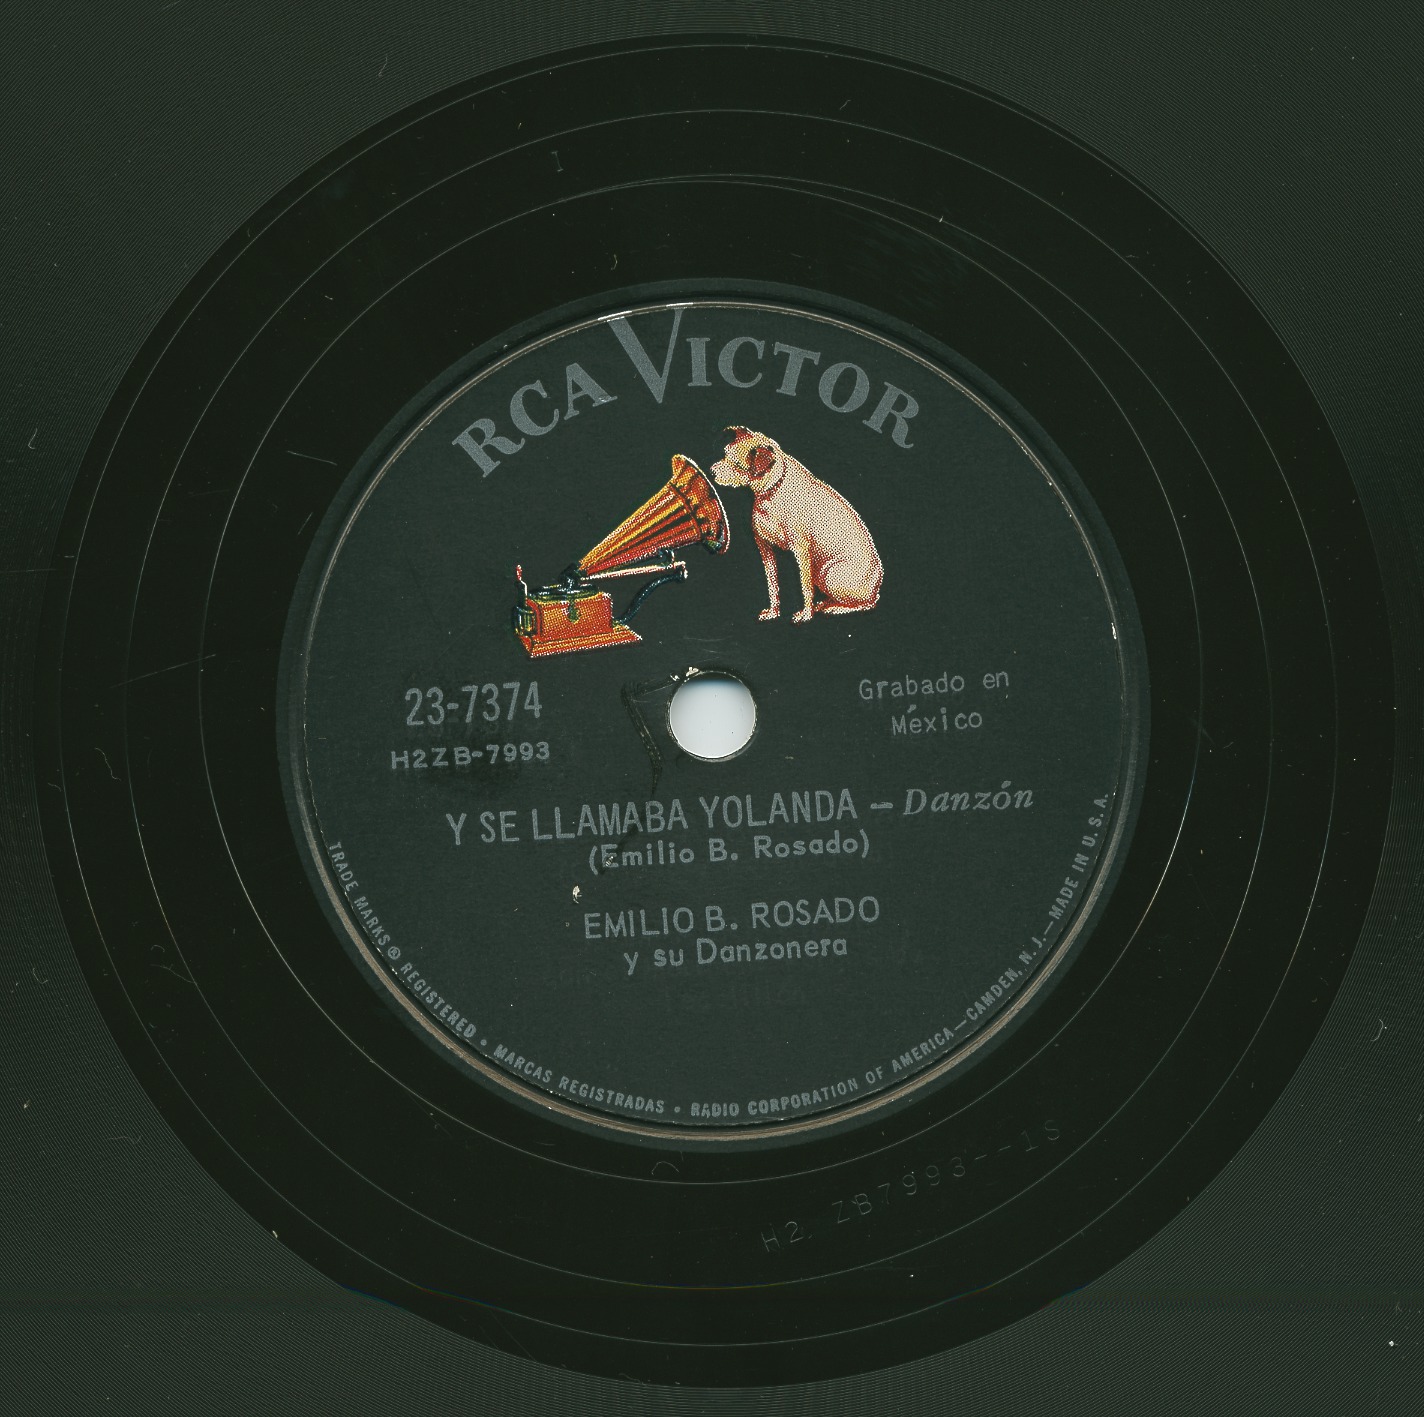 RCA VICTOR
23-7374
H2ZB-7993
Grabado en
México
Y SE LLAMABA YOLANDA – Danzón
(Emilio B. Rosado)
EMILIO B. ROSADO
y su Danzonera
TRADE MARKS ® REGISTERED • MARCAS REGISTRADAS • RADIO CORPORATION OF AMERICA—CAMDEN, N. J.—MADE IN U. S. A.
H2 ZB7993--1S